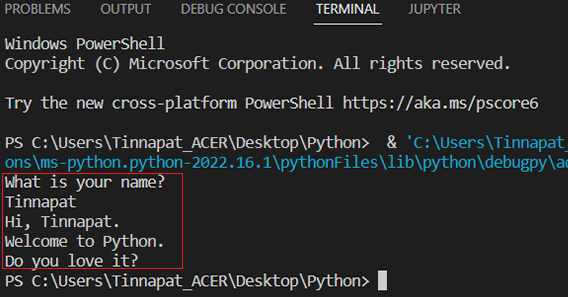 PROBLEMS OUTPUT DEBUG CONSOLE TERMINAL JUPYTER
Windows PowerShell
Copyright (C) Microsoft Corporation. All rights reserved.
Try the new cross-platform PowerShell https://aka.ms/pscore6
PS C:\Users\Tinnapat_ACER\Desktop\Python>  & 'C:\Users\Tinnapat_
ons\ms-python.python-2022.16.1\pythonFiles\lib\python\debugpy\ad
What is your name?
Tinnapat
Hi, Tinnapat.
Welcome to Python.
Do you love it?
PS C:\Users\Tinnapat_ACER\Desktop\Python>